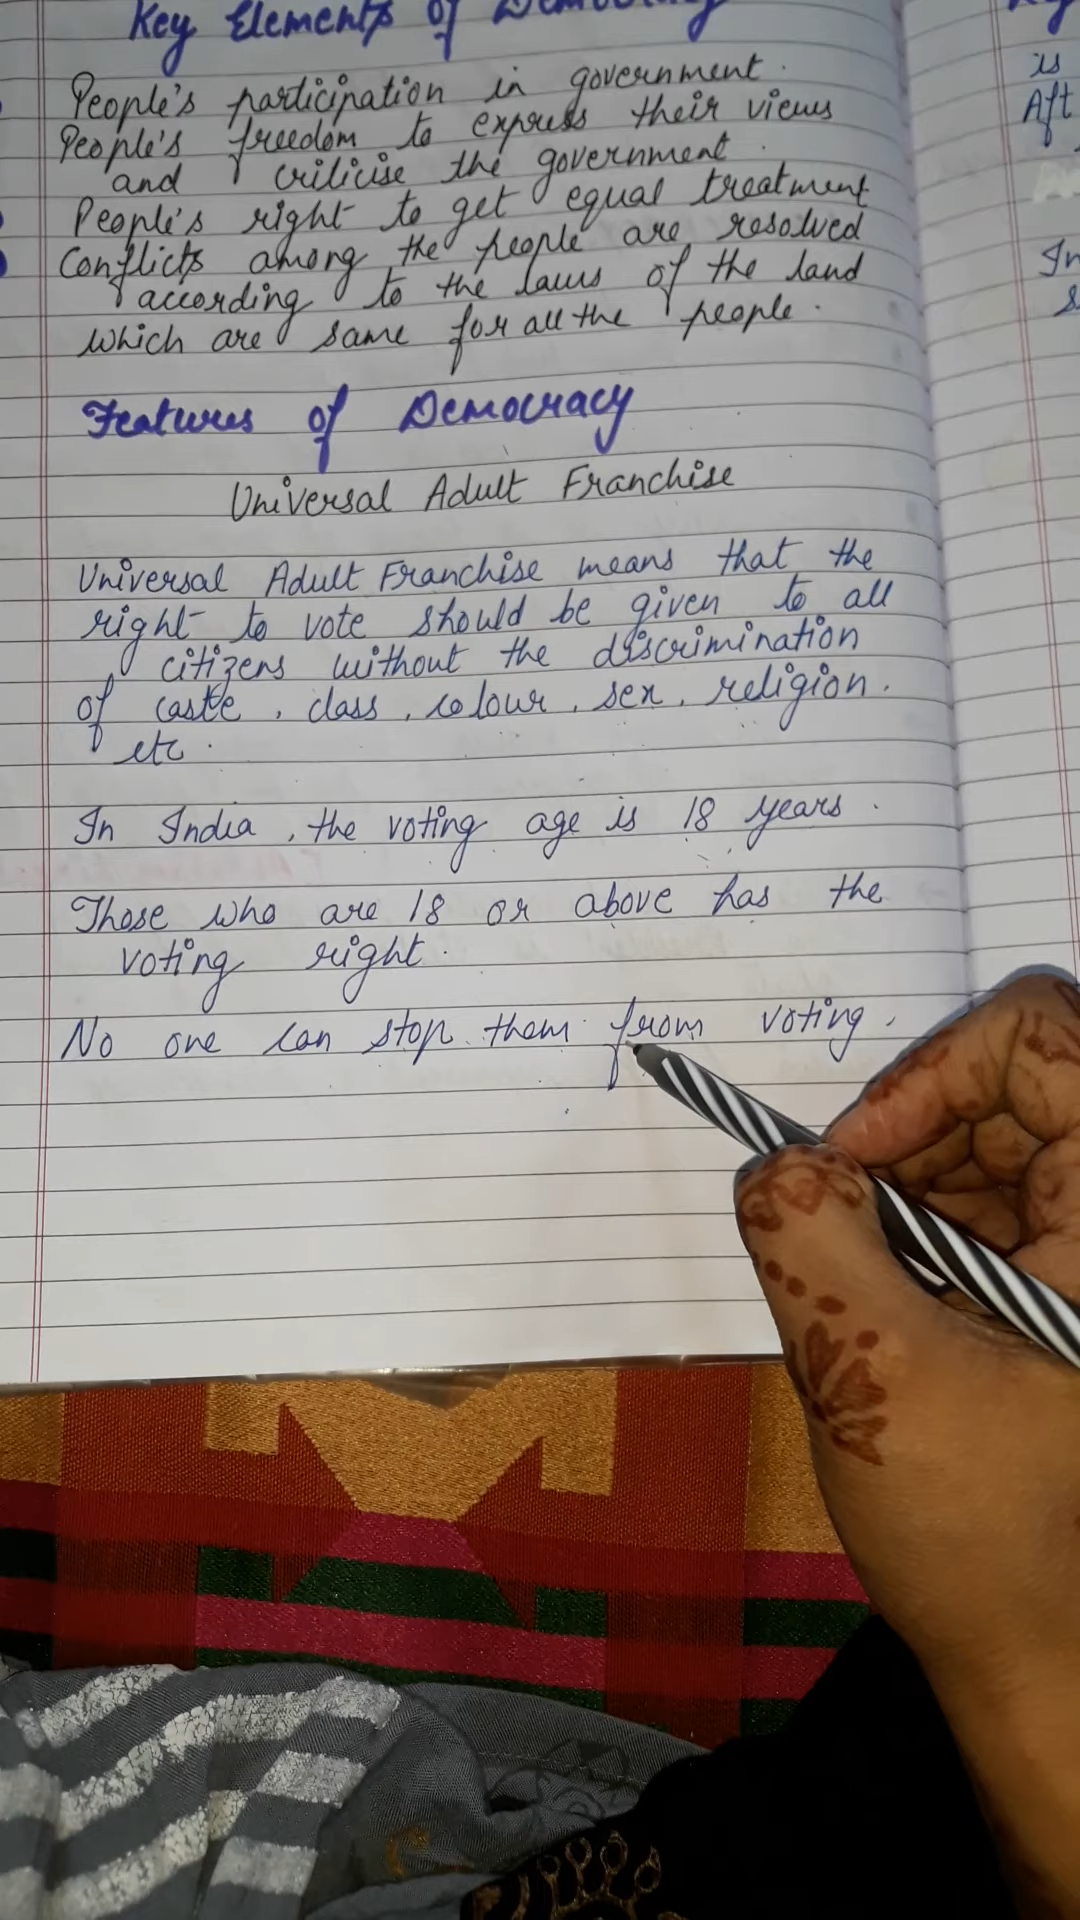 Key Elements of Democracy
People's participation in government.
People's freedom to express their views
and criticise the government.
People's right to get equal treatment
Conflicts among the people are resolved
according to the laws of the land
which are same for all the people.
Features of Democracy
Universal Adult Franchise
Universal Adult Franchise means that the
right to vote should be given to all
citizens without the discrimination
of caste, class, colour, sex, religion.
etc.
In India, the voting age is 18 years.
Those who are 18 or above has the
voting right.
No one can stop them from voting.
is
Aft
In